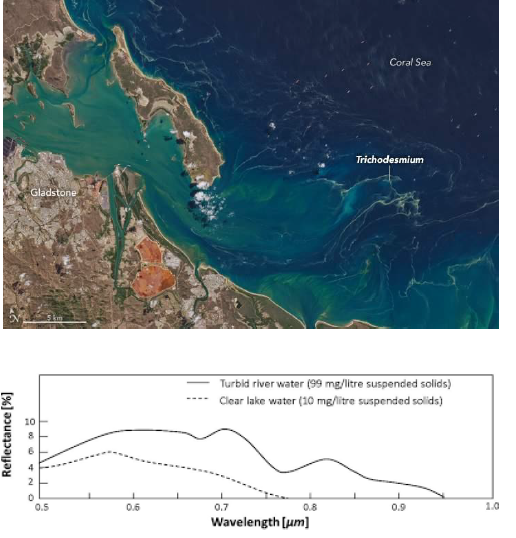 Coral Sea
Trichodesmium
Gladstone
N
5 km
Turbid river water (99 mg/litre suspended solids)
Clear lake water (10 mg/litre suspended solids)
Reflectance [%]
10
8
6
4
2
0
0.5 0.6 0.7 0.8 0.9 1.0
Wavelength [μm]